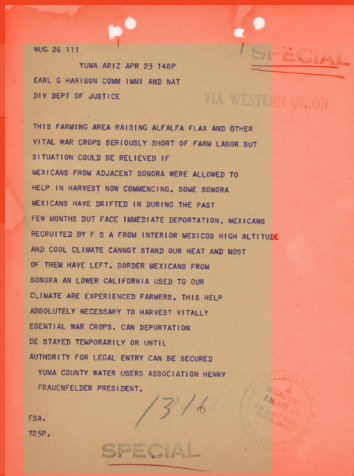 WUG 26 111
SPECIAL
YUMA ARIZ APR 23 148P
EARL G HARISON COMM IMMI AND NAT
DIV DEPT OF JUSTICE
VIA WESTERN UNION
THIS FARMING AREA RAISING ALFALFA FLAX AND OTHER
VITAL WAR CROPS SERIOUSLY SHORT OF FARM LABOR BUT
SITUATION COULD BE RELIEVED IF
MEXICANS FROM ADJACENT SONORA WERE ALLOWED TO
HELP IN HARVEST NOW COMMENCING. SOME SONORA
MEXICANS HAVE DRIFTED IN DURING THE PAST
FEW MONTHS BUT FACE IMMEDIATE DEPORTATION. MEXICANS
RECRUITED BY F S A FROM INTERIOR MEXICOS HIGH ALTITUDE
AND COOL CLIMATE CANNOT STAND OUR HEAT AND MOST
OF THEM HAVE LEFT. BORDER MEXICANS FROM
SONORA AN LOWER CALIFORNIA USED TO OUR
CLIMATE ARE EXPERIENCED FARMERS. THIS HELP
ABSOLUTELY NECESSARY TO HARVEST VITALLY
ESENTIAL WAR CROPS. CAN DEPORTATION
BE STAYED TEMPORARILY OR UNTIL
AUTHORITY FOR LEGAL ENTRY CAN BE SECURED
YUMA COUNTY WATER USERS ASSOCIATION HENRY
FRAUENFELDER PRESIDENT.
1316
FSA.
725P.
SPECIAL